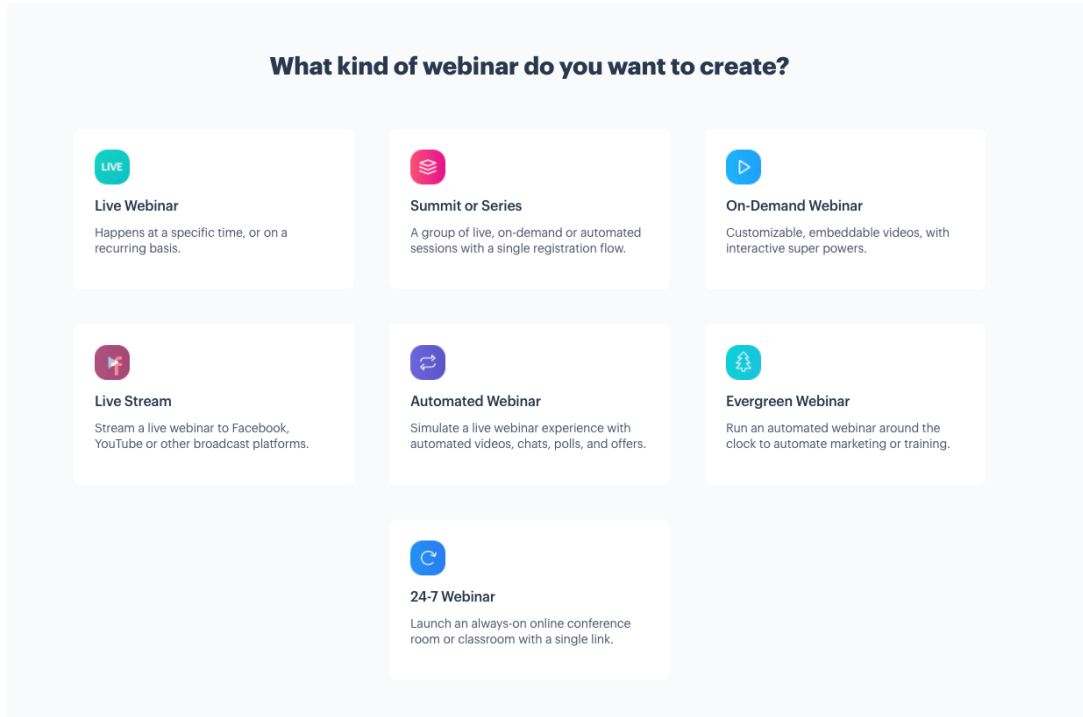 What kind of webinar do you want to create?
LIVE
Live Webinar
Happens at a specific time, or on a
recurring basis.
Summit or Series
A group of live, on-demand or automated
sessions with a single registration flow.
On-Demand Webinar
Customizable, embeddable videos, with
interactive super powers.
Live Stream
Stream a live webinar to Facebook,
YouTube or other broadcast platforms.
Automated Webinar
Simulate a live webinar experience with
automated videos, chats, polls, and offers.
Evergreen Webinar
Run an automated webinar around the
clock to automate marketing or training.
24-7 Webinar
Launch an always-on online conference
room or classroom with a single link.